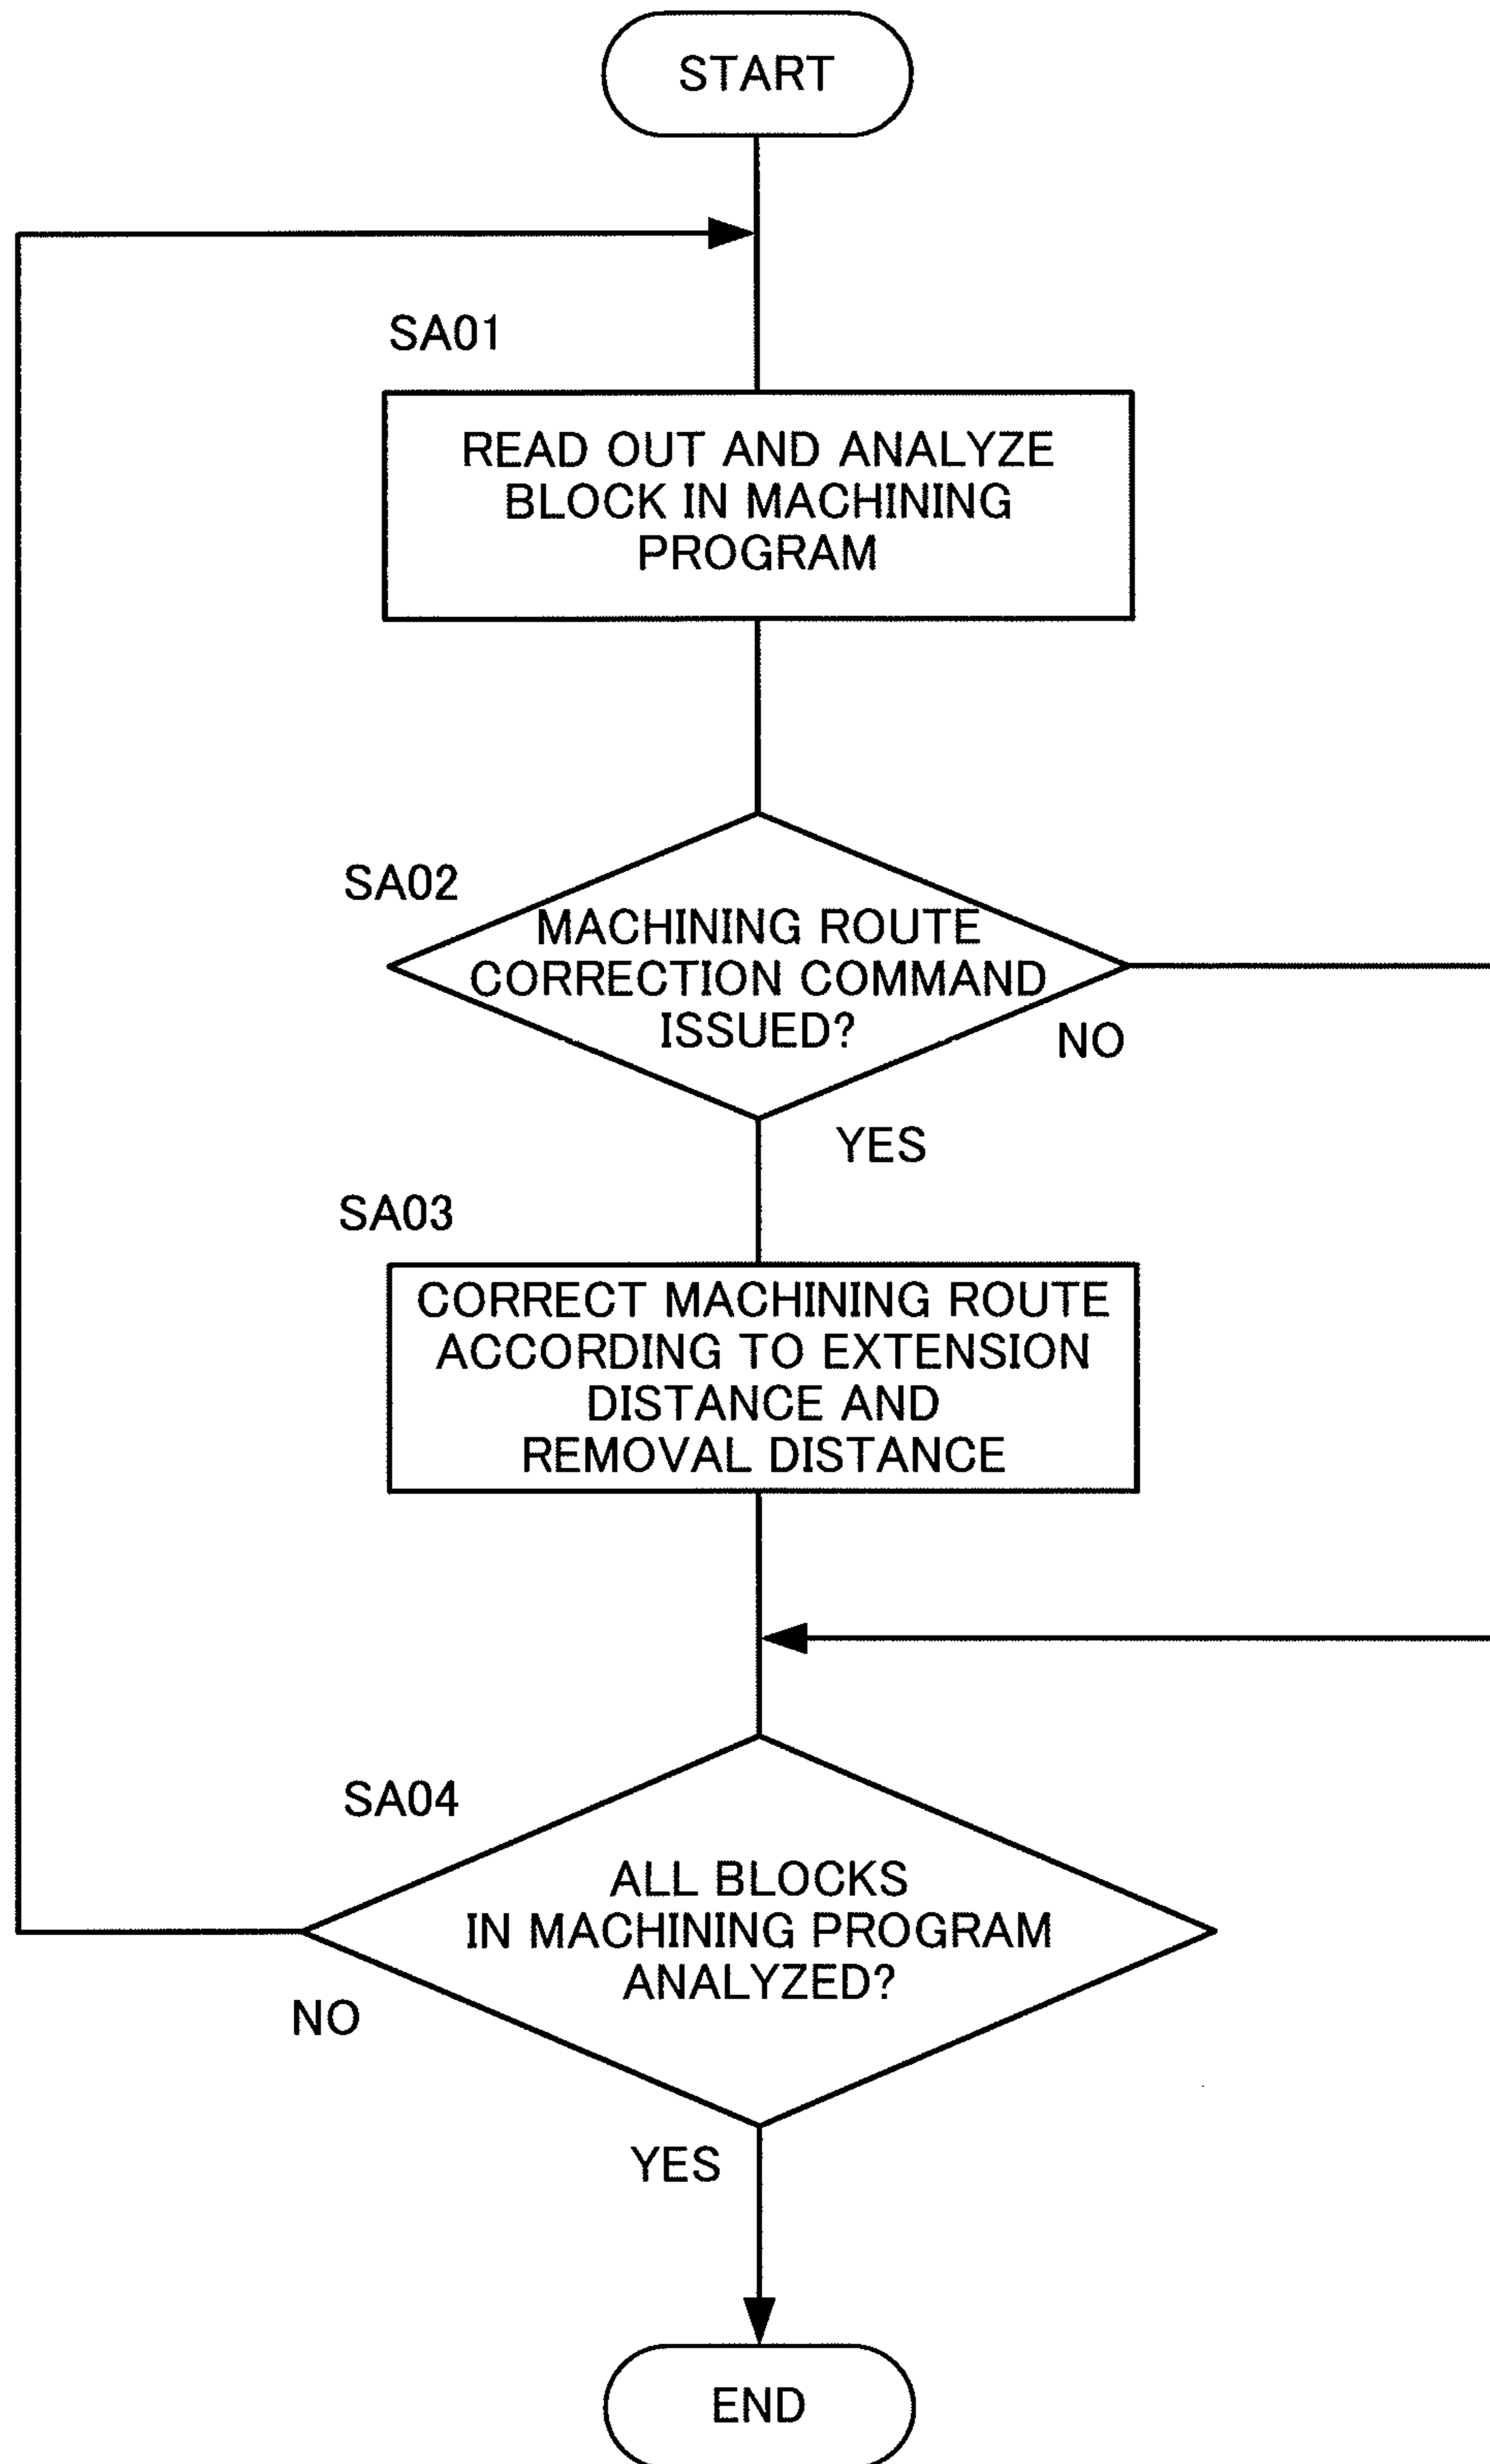 START
SA01
READ OUT AND ANALYZE
BLOCK IN MACHINING
PROGRAM
SA02
MACHINING ROUTE
CORRECTION COMMAND
ISSUED?
NO
YES
SA03
CORRECT MACHINING ROUTE
ACCORDING TO EXTENSION
DISTANCE AND
REMOVAL DISTANCE
SA04
ALL BLOCKS
IN MACHINING PROGRAM
ANALYZED?
NO
YES
END